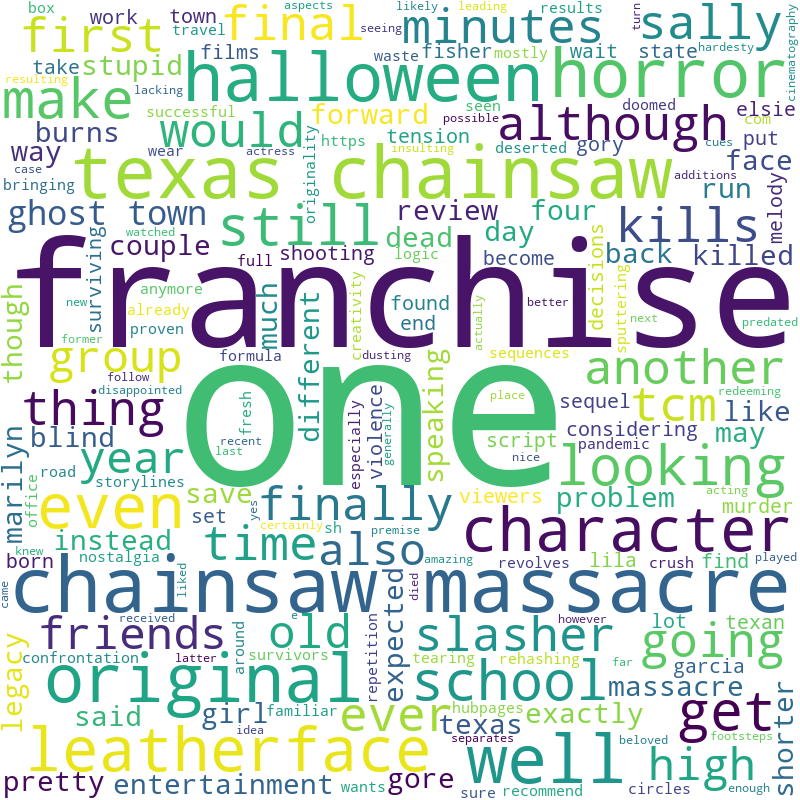 box
work
town
travel
aspects
likely
leading
seeing
turn
first
final
minutes
sally
results
films
waste
fisher
mostly
wait
state
hardesty
cinematography
take
stupid
resulting
lacking
halloween
horror
make
successful
forward
seen
possible
doomed
elsie
com
although
burns
would
originality
https
tension
deserted
gory
put
cues
way
case
wear
actress
insulting
face
bringing
texas chainsaw
additions
run
melody
ghost town
still
review
four
kills
watched
couple
dead
day
surviving
full
shooting
logic
become
back
killed
though
anymore
much
different
creativity
found
end
decisions
sputtering
new
already
proven
actually
better
next
predated
franchise
former
group
formula
dusting
sequences
another
follow
disappointed
one
place
redeeming
thing
fresh
speaking
sequel
tcm
like
marilyn
blind
recent
especially
violence
generally
script
considering
may
year
last
nice
pandemic
looking
road
storylines
office
save
viewers
problem
acting
even
set
yes
finally
murder
knew
nostalgia
instead
certainly
sh
premise
time
also
character
born
amazing
revolves
lila
crush
find
played
came
liked
died
chainsaw massacre
received
e
however
friends
old
expected
slasher
lot
texan
going
legacy
confrontation
latter
around
survivors
repetition
tearing
rehashing
far
garcia
original
school
massacre
said
girl
familiar
ever
hubpages
exactly
beloved
get
shorter
idea
texas
separates
footsteps
leatherface
well
high
pretty
entertainment
wants
gore
sure
recommend
circles
enough